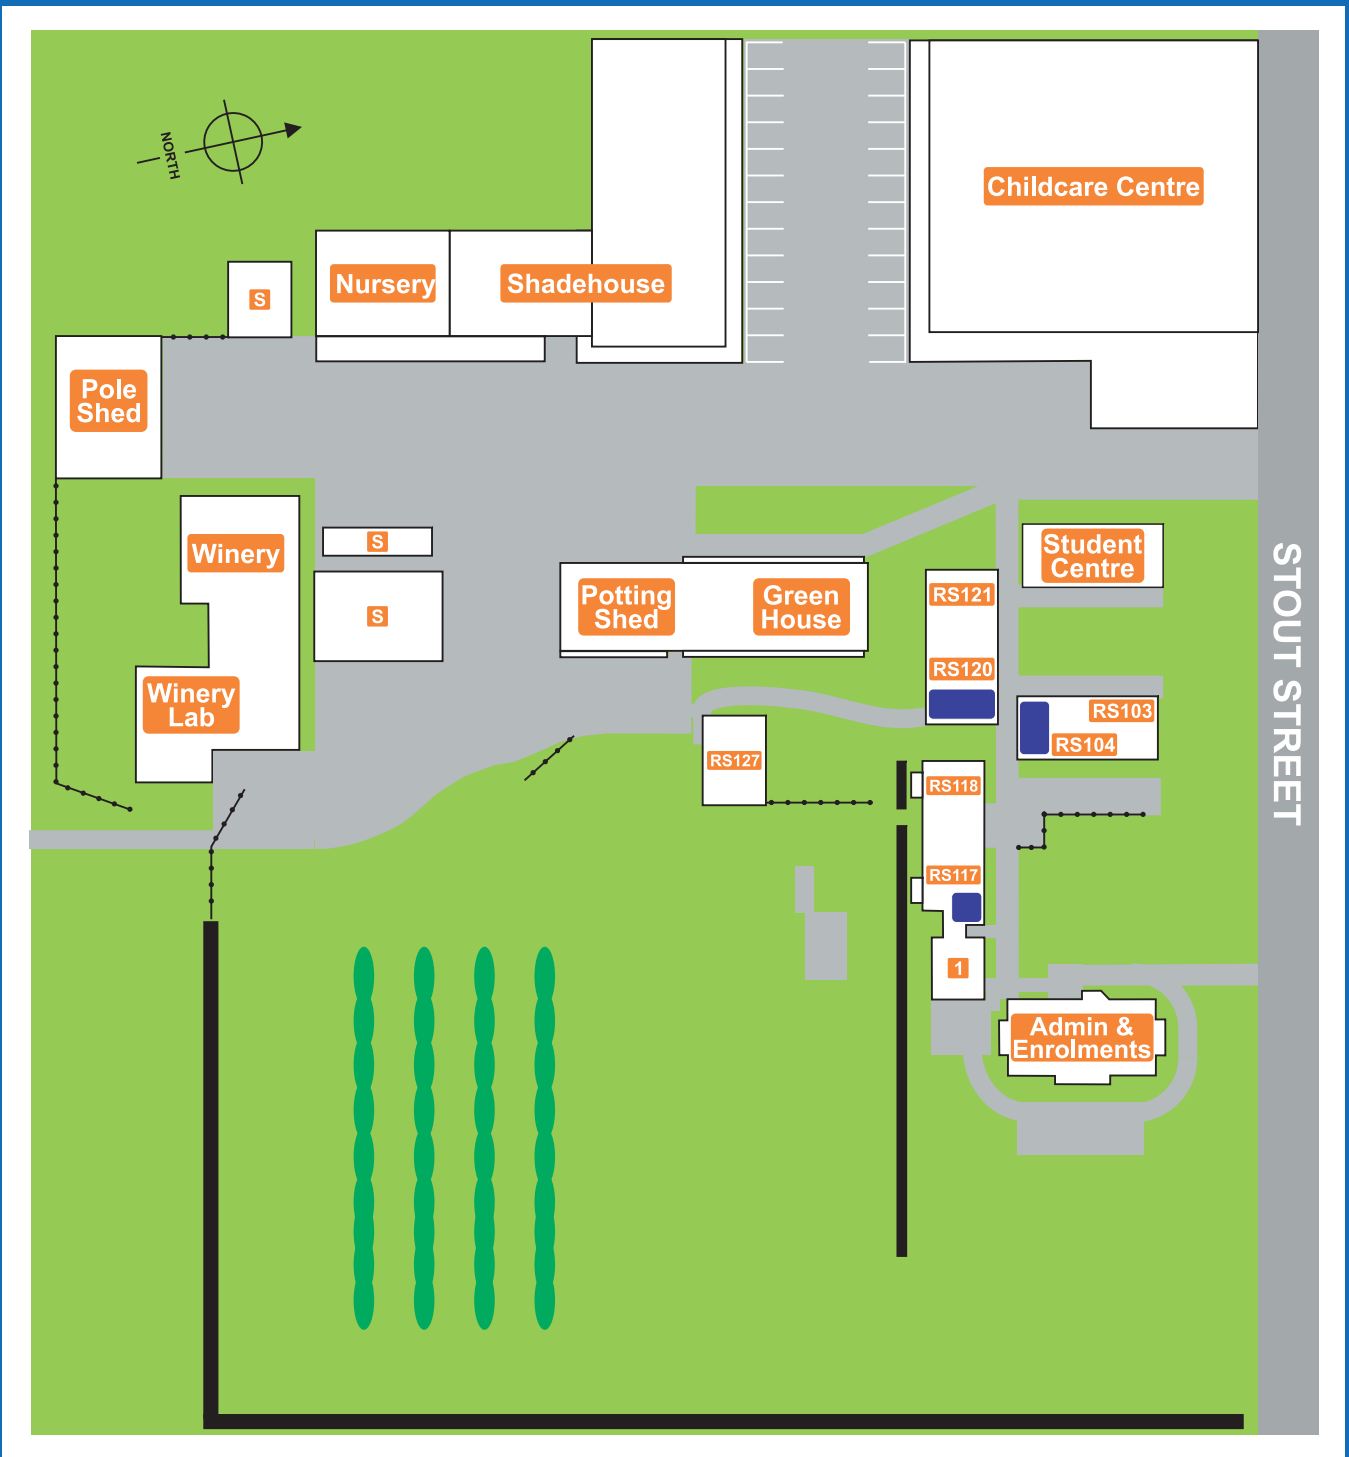 NORTH
Childcare Centre
Nursery
Shadehouse
S
Pole
Shed
Winery
S
S
Winery
Lab
Potting
Shed
Green
House
RS121
RS120
Student
Centre
RS103
RS104
RS127
RS118
RS117
1
Admin &
Enrolments
STOUT STREET